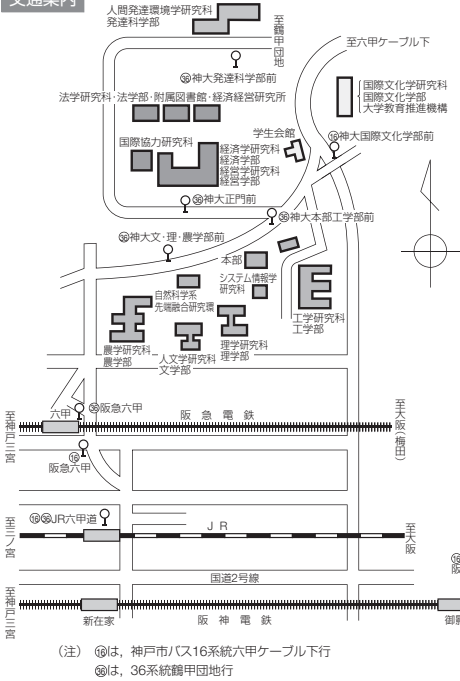 交通案内
人間発達環境学研究科
発達科学部
至鶴甲団地
至六甲ケーブル下
㊱神大発達科学部前
国際文化学研究科
国際文化学部
大学教育推進機構
法学研究科・法学部・附属図書館・経済経営研究所
⑯神大国際文化学部前
学生会館
国際協力研究科
経済学研究科
経済学部
経営学研究科
経営学部
㊱神大正門前
㊱神大本部工学部前
㊱神大文・理・農学部前
本部
システム情報学
研究科
自然科学系
先端融合研究環
工学研究科
工学部
理学研究科
理学部
農学研究科
農学部
人文学研究科
文学部
六甲
㊱阪急六甲
阪急電鉄
至神戸三宮
至大阪(梅田)
⑯
阪急六甲
⑯㊱JR六甲道
JR
至三ノ宮
至大阪
国道2号線
至神戸三宮
新在家
阪神電鉄
(注) ⑯は,神戸市バス16系統六甲ケーブル下行
㊱は,36系統鶴甲団地行